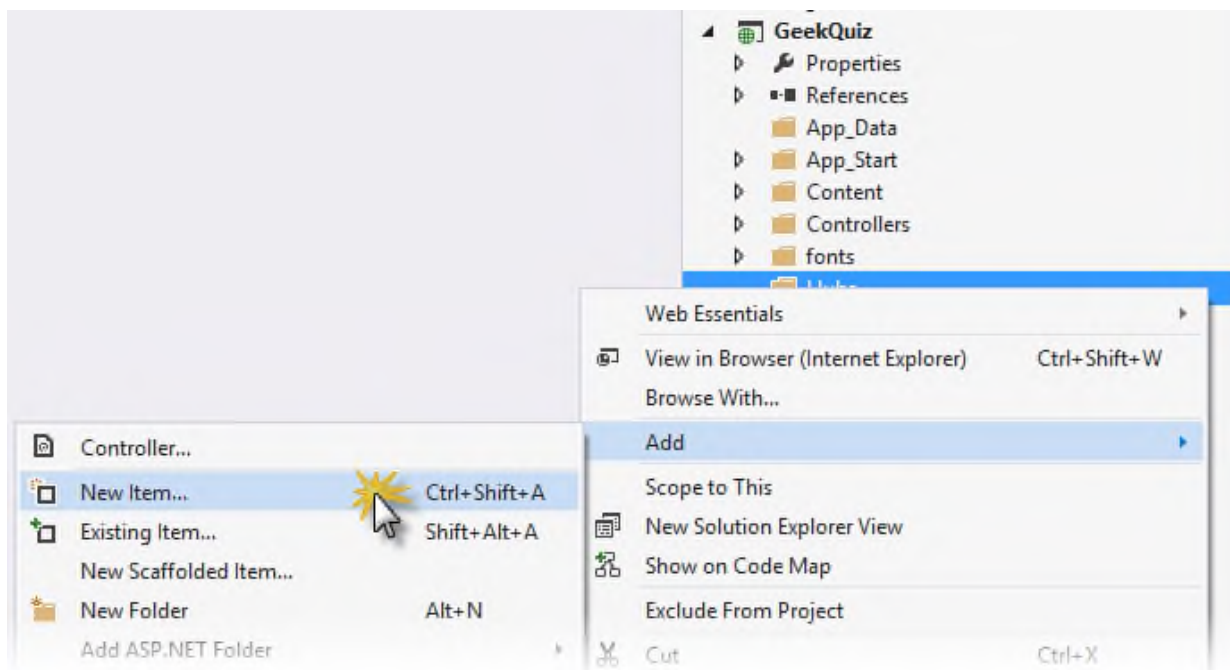 GeekQuiz
Properties
References
App_Data
App_Start
Content
Controllers
fonts
Web Essentials
View in Browser (Internet Explorer) Ctrl+Shift+W
Browse With...
Add
Scope to This
New Solution Explorer View
Show on Code Map
Exclude From Project
Cut Ctrl+X
Controller...
New Item... Ctrl+Shift+A
Existing Item... Shift+Alt+A
New Scaffolded Item...
New Folder Alt+N
Add ASP.NET Folder